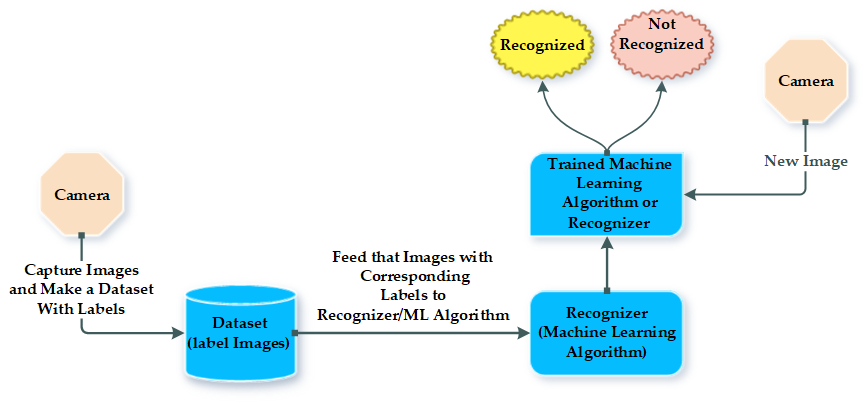 Recognized
Not
Recognized
Camera
New Image
Trained Machine
Learning
Algorithm or
Recognizer
Camera
Capture Images
and Make a Dataset
With Labels
Feed that Images with
Corresponding
Labels to
Recognizer/ML Algorithm
Dataset
(label Images)
Recognizer
(Machine Learning
Algorithm)